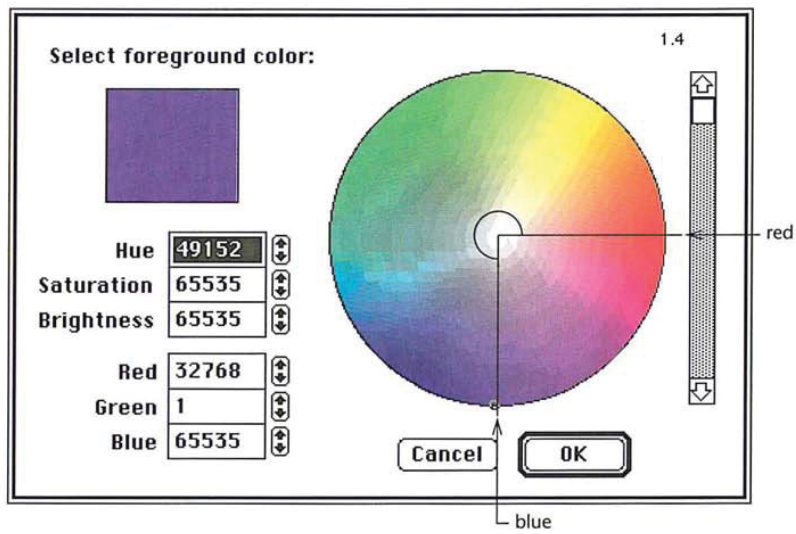 1.4
Select foreground color:
Hue 49152
Saturation 65535
Brightness 65535
Red 32768
Green 1
Blue 65535
red
Cancel OK
blue